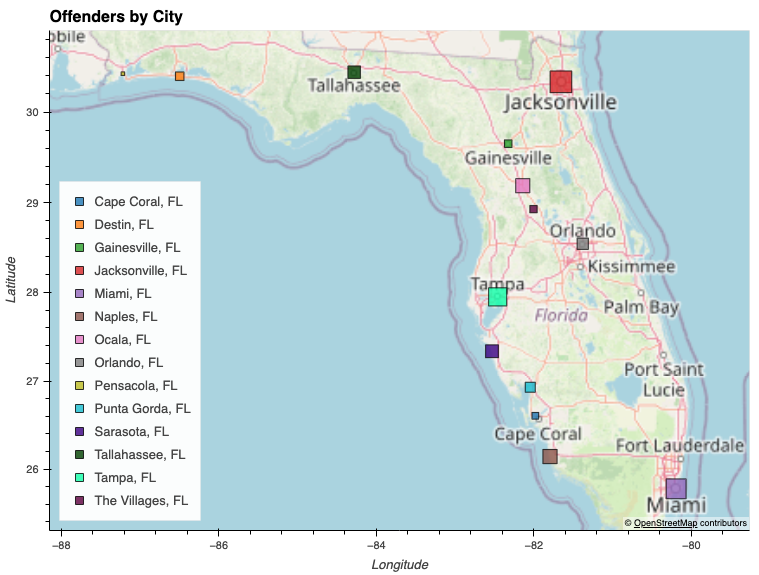 Offenders by City
obile
Tallahassee
Jacksonville
Gainesville
Orlando
Kissimmee
Tampa
Palm Bay
Florida
Port Saint
Lucie
Cape Coral
Fort Lauderdale
Miami
Cape Coral, FL
Destin, FL
Gainesville, FL
Jacksonville, FL
Miami, FL
Naples, FL
Ocala, FL
Orlando, FL
Pensacola, FL
Punta Gorda, FL
Sarasota, FL
Tallahassee, FL
Tampa, FL
The Villages, FL
© OpenStreetMap contributors
30
29
28
27
26
Latitude
−88
−86
−84
−82
−80
Longitude